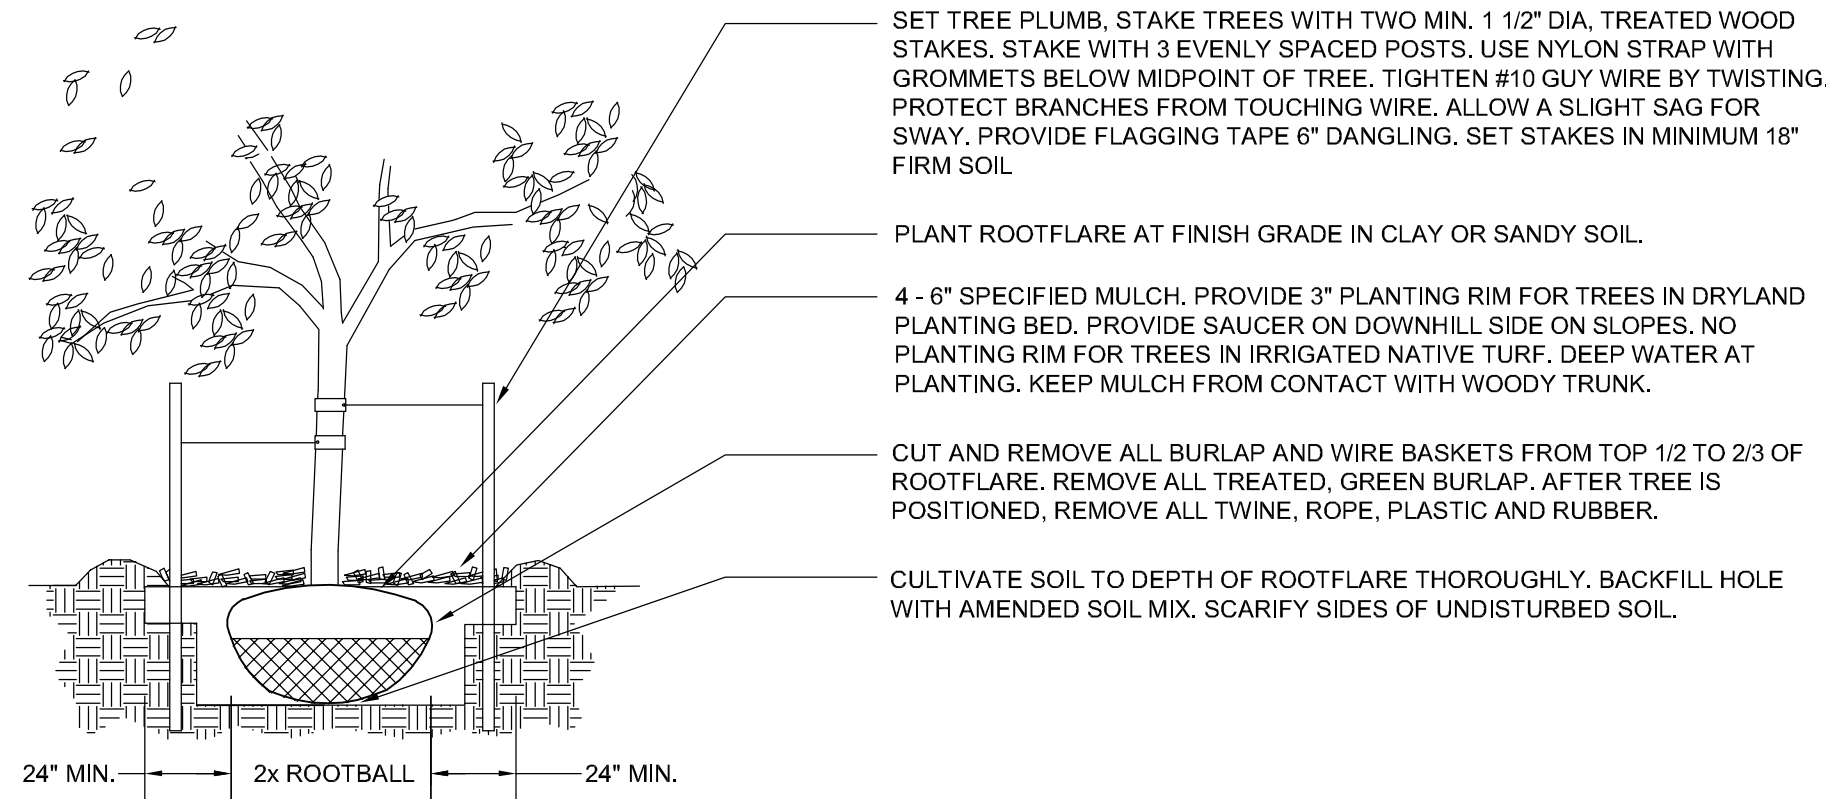 SET TREE PLUMB, STAKE TREES WITH TWO MIN. 1 1/2" DIA, TREATED WOOD
STAKES. STAKE WITH 3 EVENLY SPACED POSTS. USE NYLON STRAP WITH
GROMMETS BELOW MIDPOINT OF TREE. TIGHTEN #10 GUY WIRE BY TWISTING.
PROTECT BRANCHES FROM TOUCHING WIRE. ALLOW A SLIGHT SAG FOR
SWAY. PROVIDE FLAGGING TAPE 6" DANGLING. SET STAKES IN MINIMUM 18"
FIRM SOIL
PLANT ROOTFLARE AT FINISH GRADE IN CLAY OR SANDY SOIL.
4 - 6" SPECIFIED MULCH. PROVIDE 3" PLANTING RIM FOR TREES IN DRYLAND
PLANTING BED. PROVIDE SAUCER ON DOWNHILL SIDE ON SLOPES. NO
PLANTING RIM FOR TREES IN IRRIGATED NATIVE TURF. DEEP WATER AT
PLANTING. KEEP MULCH FROM CONTACT WITH WOODY TRUNK.
CUT AND REMOVE ALL BURLAP AND WIRE BASKETS FROM TOP 1/2 TO 2/3 OF
ROOTFLARE. REMOVE ALL TREATED, GREEN BURLAP. AFTER TREE IS
POSITIONED, REMOVE ALL TWINE, ROPE, PLASTIC AND RUBBER.
CULTIVATE SOIL TO DEPTH OF ROOTFLARE THOROUGHLY. BACKFILL HOLE
WITH AMENDED SOIL MIX. SCARIFY SIDES OF UNDISTURBED SOIL.
24" MIN. 2x ROOTBALL 24" MIN.